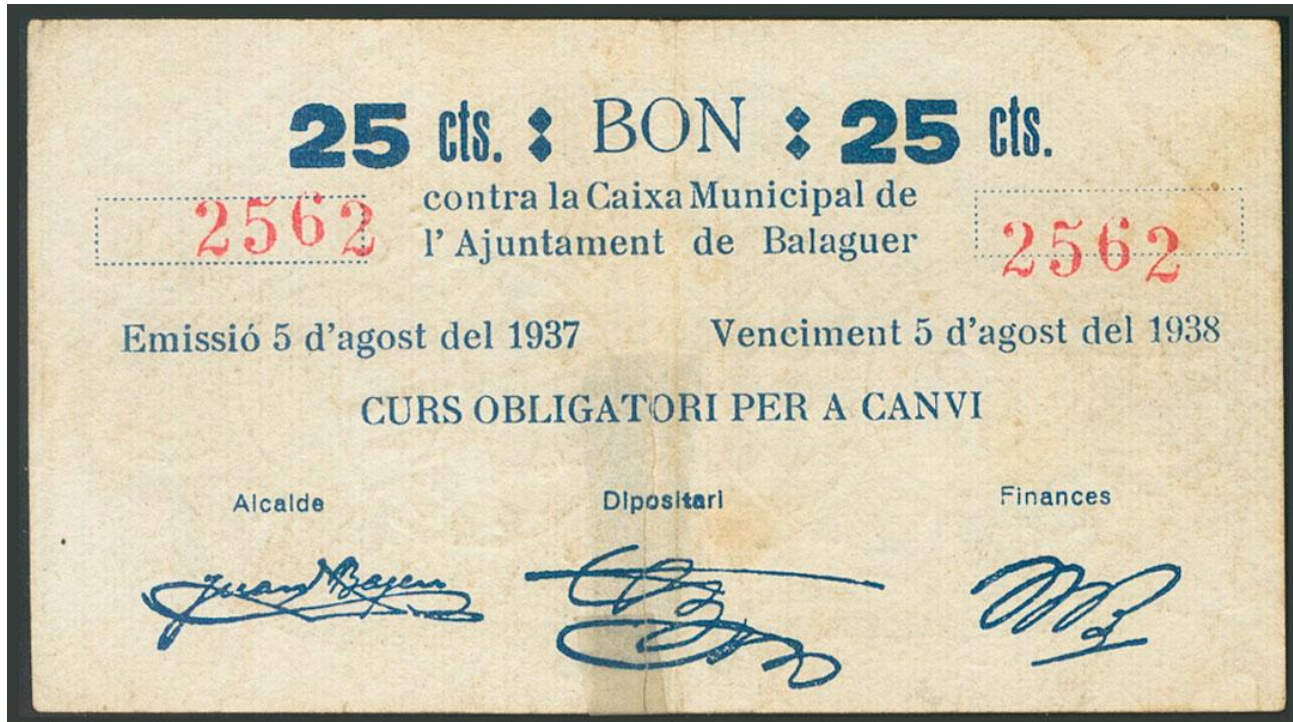 25 cts. : BON : 25 cts.
2562
contra la Caixa Municipal de
l'Ajuntament de Balaguer
2562
Emissió 5 d'agost del 1937
Venciment 5 d'agost del 1938
CURS OBLIGATORI PER A CANVI
Alcalde
Dipositari
Finances